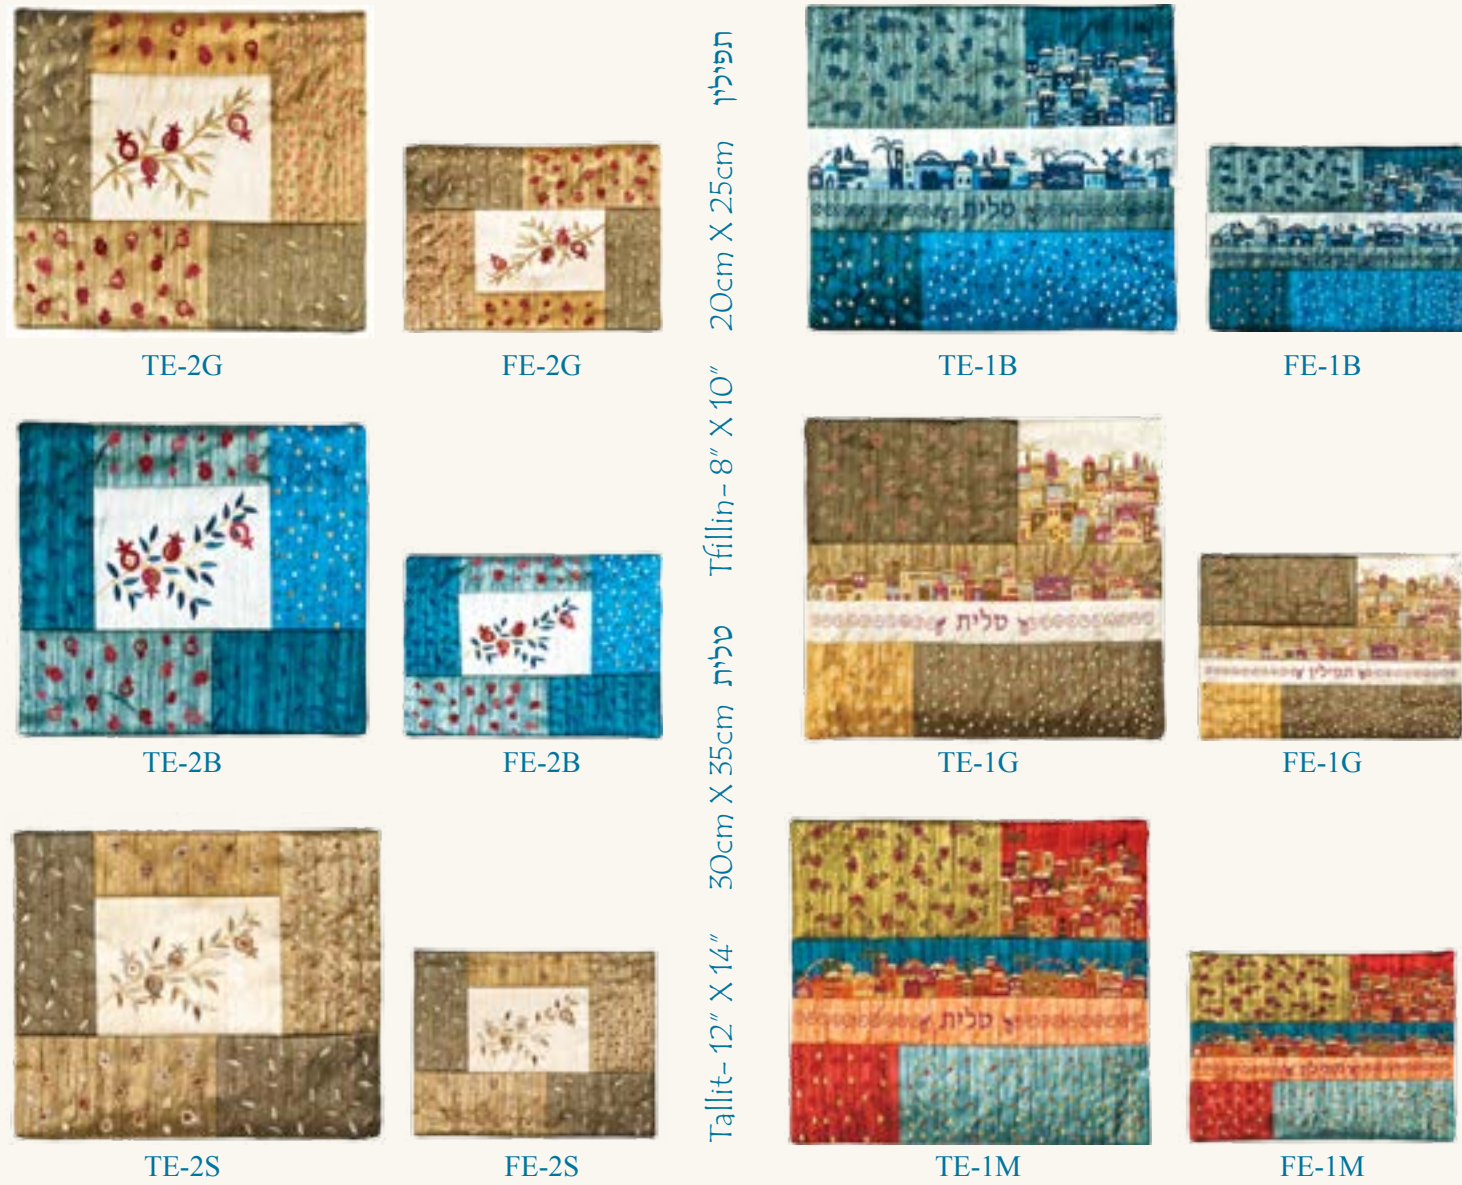 TE-2G
FE-2G
TE-2B
FE-2B
TE-2S
FE-2S
Tallit- 12" X 14" 30cm X 35cm טלית Tfillin- 8" X 10" 20cm X 25cm תפילין
טלית
TE-1B
FE-1B
טלית
תפילין
TE-1G
FE-1G
טלית
תפילין
TE-1M
FE-1M